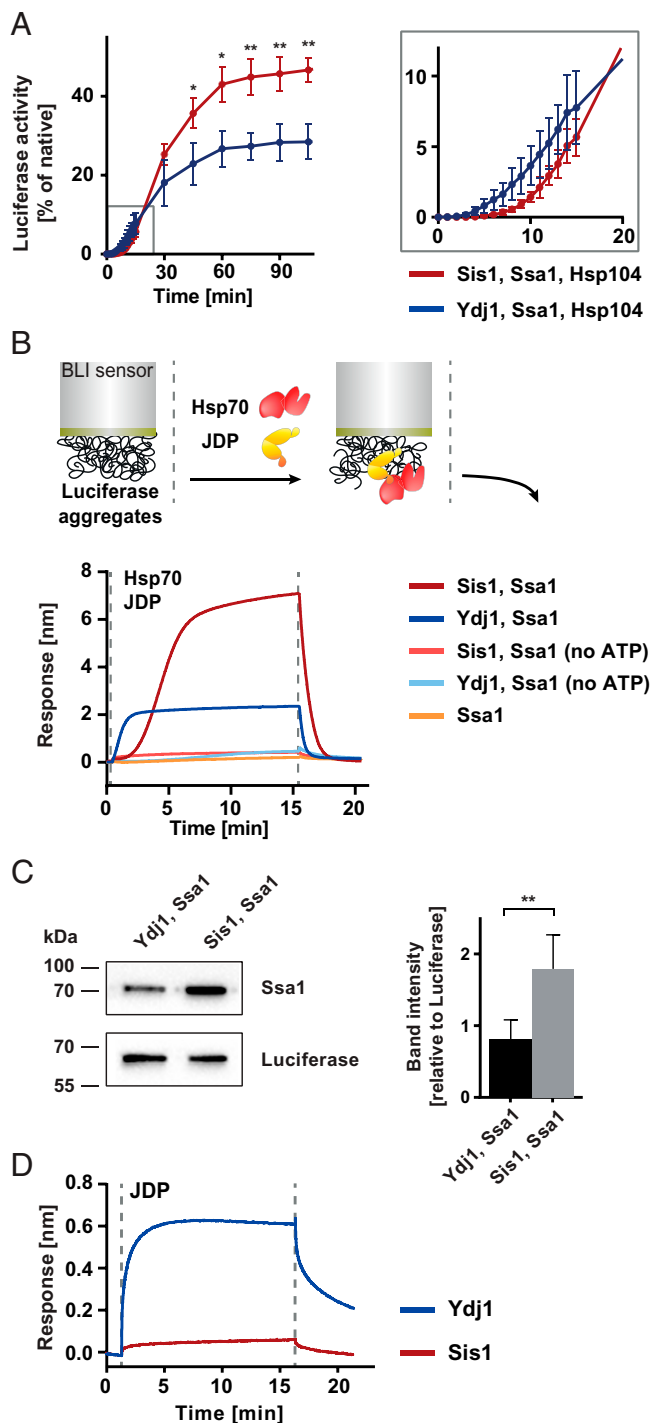 A
Luciferase activity
[% of native]
40
20
0
0
30
60
90
Time [min]
*
*
**
**
**
10
5
0
0
10
20
Sis1, Ssa1, Hsp104
Ydj1, Ssa1, Hsp104
B
BLI sensor
Luciferase
aggregates
Hsp70
JDP
Hsp70
JDP
Response [nm]
8
6
4
2
0
0
5
10
15
20
Time [min]
Sis1, Ssa1
Ydj1, Ssa1
Sis1, Ssa1 (no ATP)
Ydj1, Ssa1 (no ATP)
Ssa1
C
Ydj1, Ssa1
Sis1, Ssa1
kDa
100
70
Ssa1
70
55
Luciferase
Band intensity
[relative to Luciferase]
2
1
0
**
Ydj1, Ssa1
Sis1, Ssa1
D
JDP
Response [nm]
0.8
0.6
0.4
0.2
0.0
0
5
10
15
20
Time [min]
Ydj1
Sis1